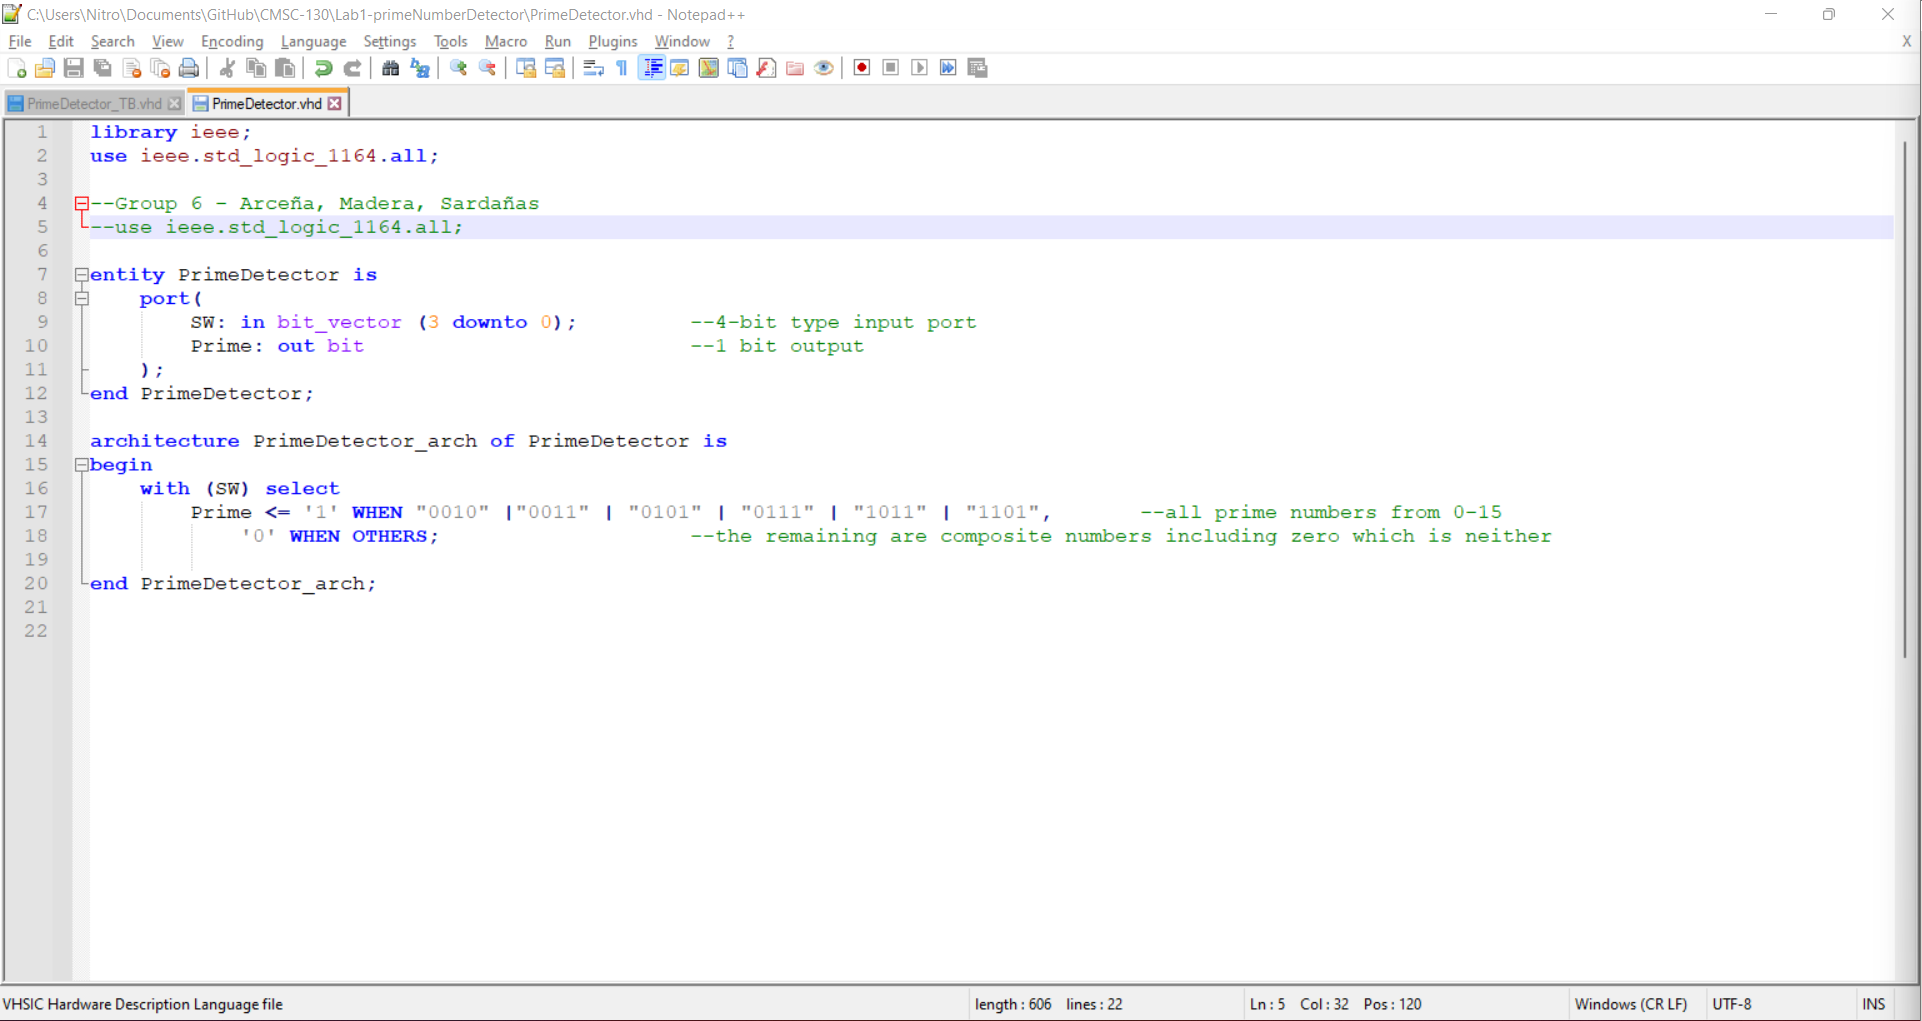 C:\Users\Nitro\Documents\GitHub\CMSC-130\Lab1-primeNumberDetector\PrimeDetector.vhd - Notepad++
File Edit Search View Encoding Language Settings Tools Macro Run Plugins Window ? X
PrimeDetector_TB.vhd PrimeDetector.vhd
1 library ieee;
2 use ieee.std_logic_1164.all;
3
4 --Group 6 - Arceña, Madera, Sardañas
5 --use ieee.std_logic_1164.all;
6
7 entity PrimeDetector is
8 port(
9 SW: in bit_vector (3 downto 0); --4-bit type input port
10 Prime: out bit --1 bit output
11 );
12 end PrimeDetector;
13
14 architecture PrimeDetector_arch of PrimeDetector is
15 begin
16 with (SW) select
17 Prime <= '1' WHEN "0010" |"0011" | "0101" | "0111" | "1011" | "1101", --all prime numbers from 0-15
18 '0' WHEN OTHERS; --the remaining are composite numbers including zero which is neither
19
20 end PrimeDetector_arch;
21
22
VHSIC Hardware Description Language file length : 606 lines : 22 Ln : 5 Col : 32 Pos : 120 Windows (CR LF) UTF-8 INS